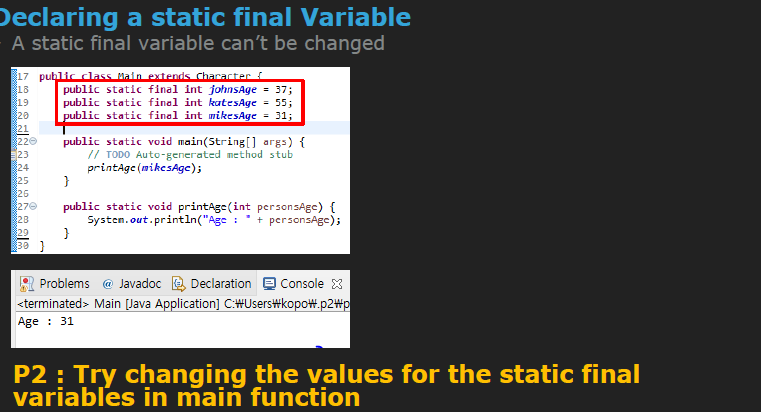 Declaring a static final Variable
A static final variable can't be changed
17 public class Main extends Character {
18 public static final int johnsAge = 37;
19 public static final int katesAge = 55;
20 public static final int mikesAge = 31;
21
22 public static void main(String[] args) {
23 // TODO Auto-generated method stub
24 printAge(mikesAge);
25 }
26
27 public static void printAge(int personsAge) {
28 System.out.println("Age : " + personsAge);
29 }
30 }
Problems @ Javadoc Declaration Console
<terminated> Main [Java Application] C:₩Users₩kopo₩.p2₩p
Age : 31
P2 : Try changing the values for the static final
variables in main function